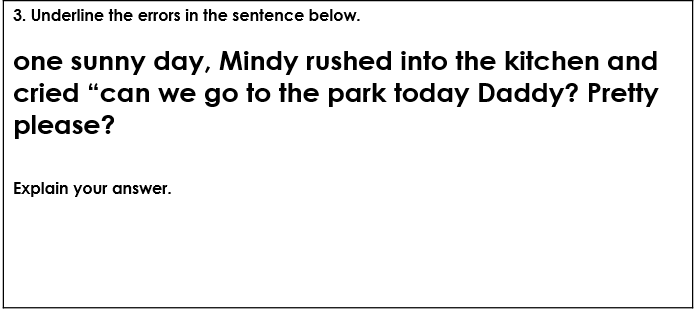 3. Underline the errors in the sentence below.
one sunny day, Mindy rushed into the kitchen and
cried “can we go to the park today Daddy? Pretty
please?
Explain your answer.